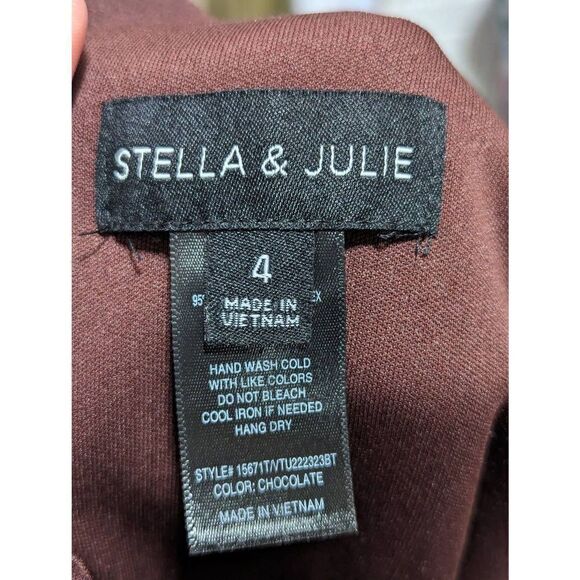 STELLA & JULIE
4
MADE IN
VIETNAM
HAND WASH COLD
WITH LIKE COLORS
DO NOT BLEACH
COOL IRON IF NEEDED
HANG DRY
STYLE# 15671T/VTU222323BT
COLOR: CHOCOLATE
MADE IN VIETNAM